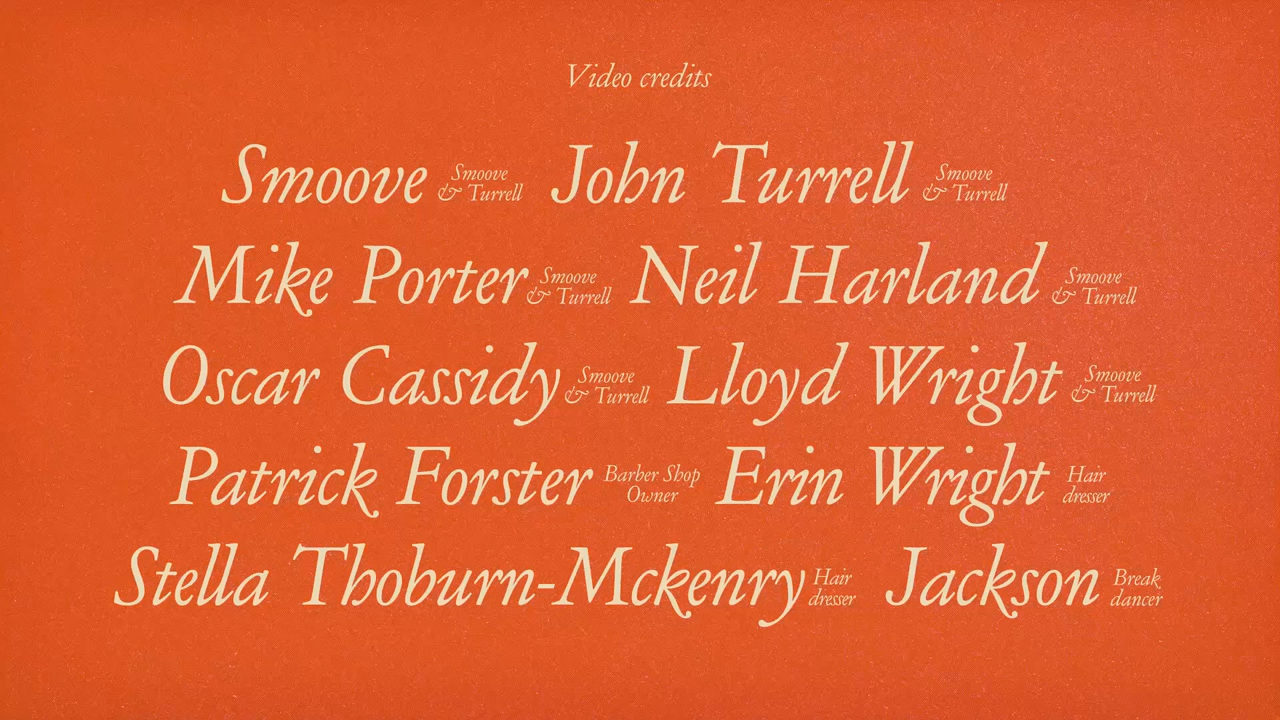 Video credits
Smoove Smoove & Turrell John Turrell Smoove & Turrell
Mike Porter Smoove & Turrell Neil Harland Smoove & Turrell
Oscar Cassidy Smoove & Turrell Lloyd Wright Smoove & Turrell
Patrick Forster Barber Shop Owner Erin Wright Hair dresser
Stella Thoburn-Mckenry Hair dresser Jackson Break dancer